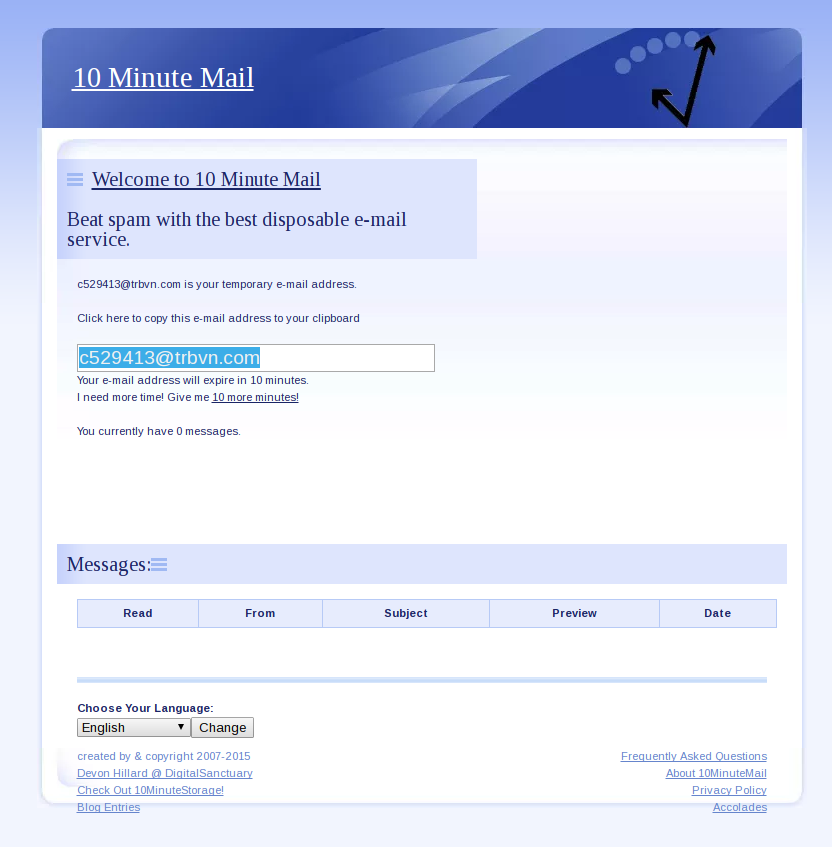 10 Minute Mail
Welcome to 10 Minute Mail
Beat spam with the best disposable e-mail
service.
c529413@trbvn.com is your temporary e-mail address.
Click here to copy this e-mail address to your clipboard
c529413@trbvn.com
Your e-mail address will expire in 10 minutes.
I need more time! Give me 10 more minutes!
You currently have 0 messages.
Messages:
Read From Subject Preview Date
Choose Your Language:
English Change
created by & copyright 2007-2015
Devon Hillard @ DigitalSanctuary
Check Out 10MinuteStorage!
Blog Entries
Frequently Asked Questions
About 10MinuteMail
Privacy Policy
Accolades